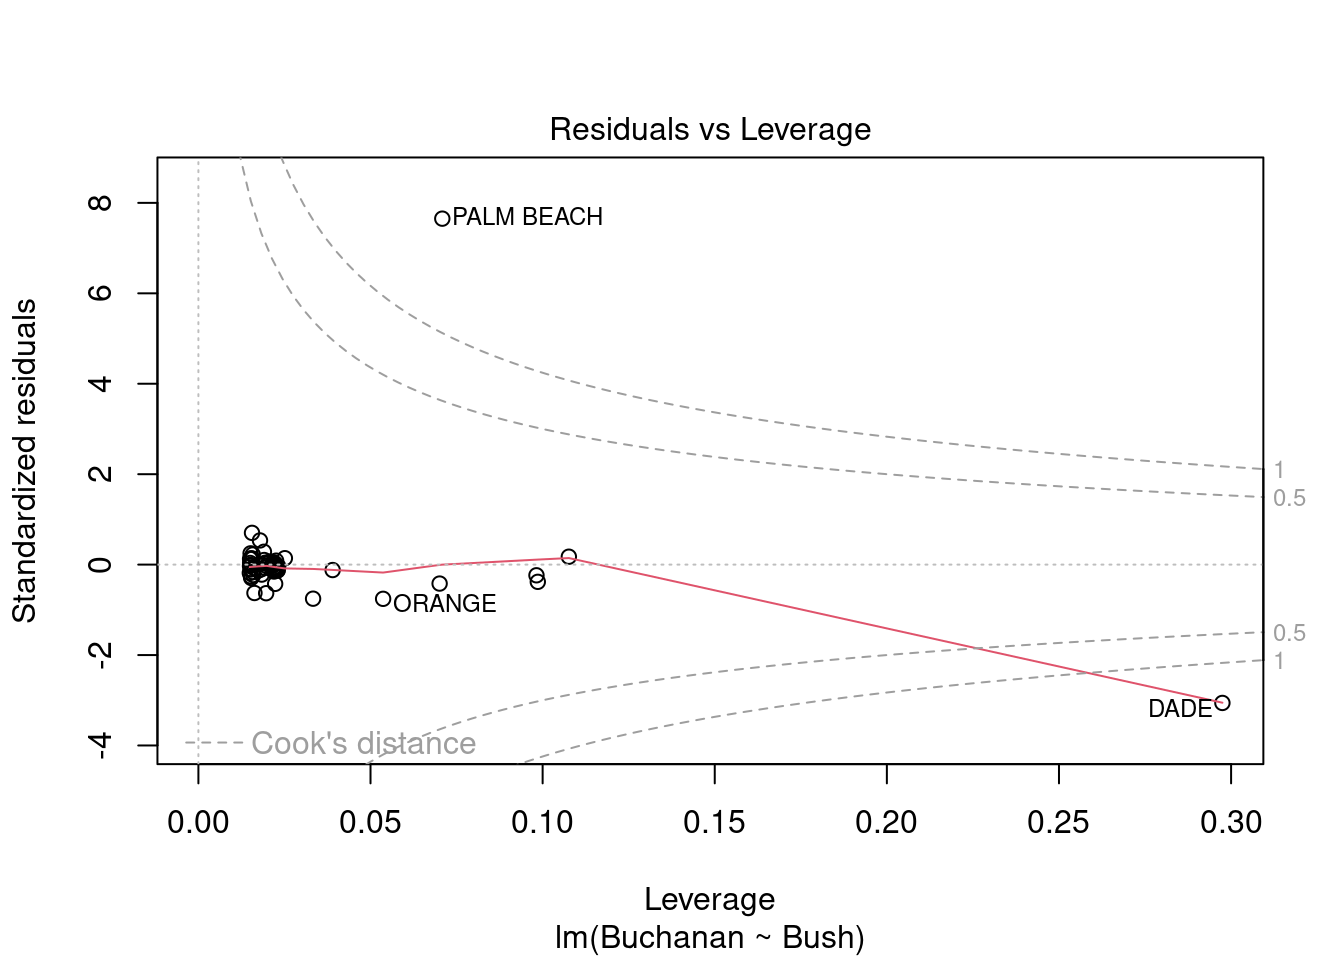 Residuals vs Leverage
Standardized residuals
8
6
4
2
0
-2
-4
PALM BEACH
ORANGE
DADE
1
0.5
0.5
1
Cook's distance
0.00 0.05 0.10 0.15 0.20 0.25 0.30
Leverage
lm(Buchanan ~ Bush)